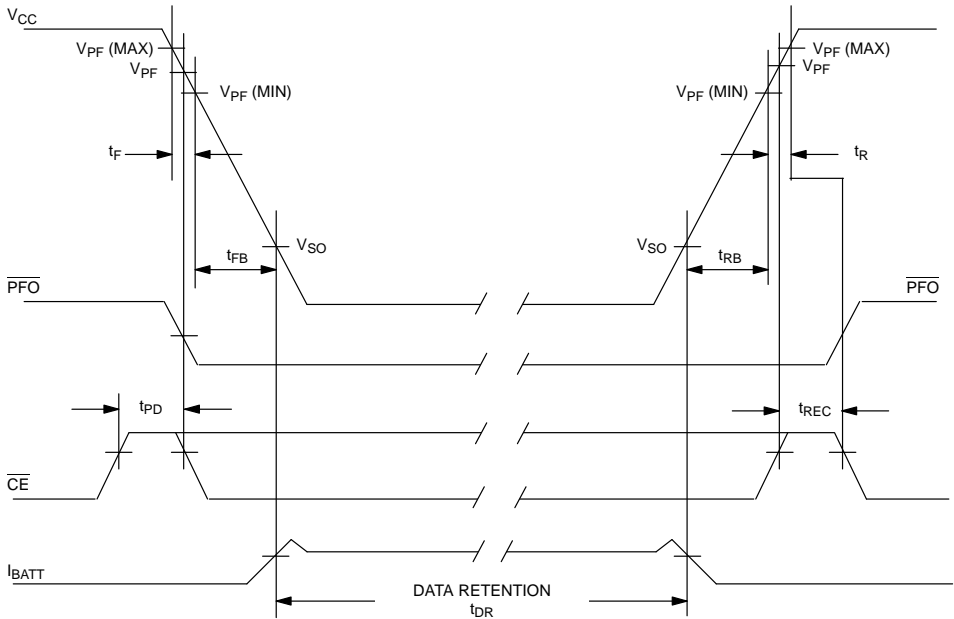 VCC
VPF (MAX)
VPF
VPF (MIN)
tF
VSO
tFB
VPF (MAX)
VPF
VPF (MIN)
tR
VSO
tRB
PFO
PFO
tPD
tREC
CE
IBATT
DATA RETENTION
tDR